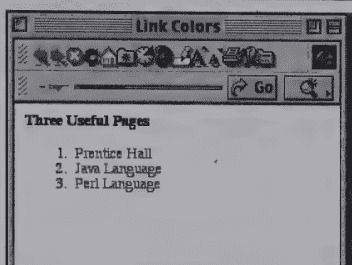 Link Colors
Go
Three Useful Pages
1. Prentice Hall
2. Java Language
3. Perl Language